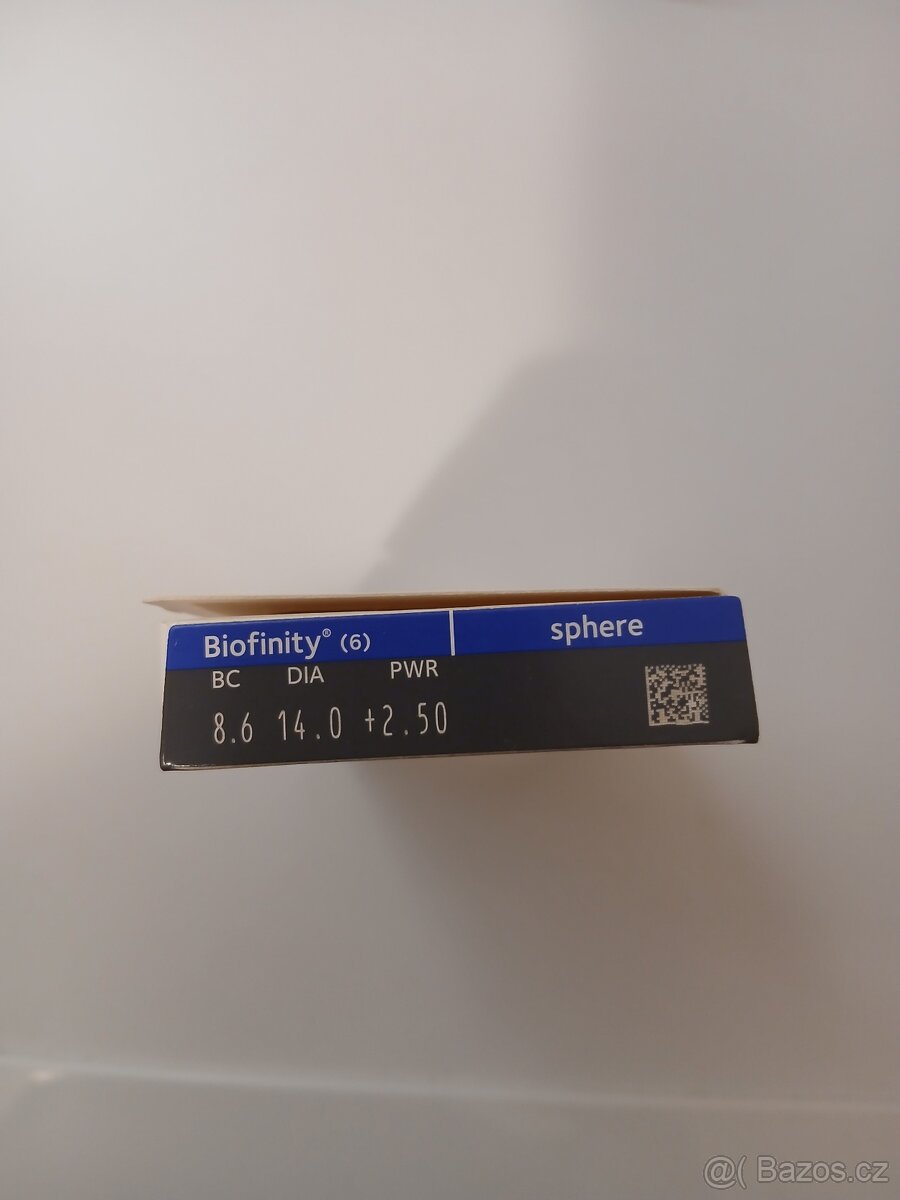 Biofinity® (6) sphere
BC DIA PWR
8.6 14.0 +2.50
@( Bazos.cz